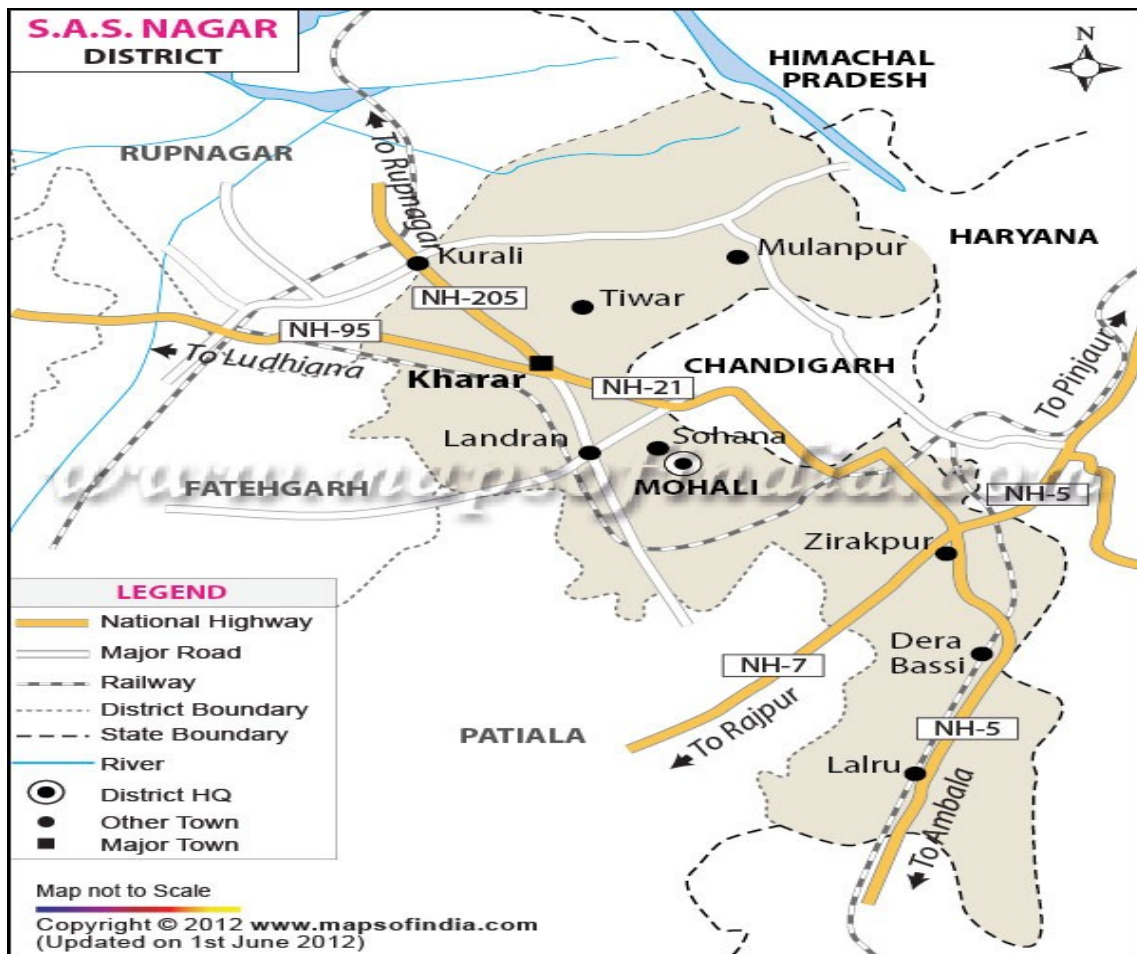 S.A.S. NAGAR
DISTRICT
HIMACHAL
PRADESH
N
RUPNAGAR
To Rupnagar
Kurali
Mulanpur
HARYANA
NH-205
Tiwar
NH-95
To Ludhiana
Kharar
NH-21
CHANDIGARH
To Pinjaur
Landran
Sohana
www.mapsofindia.com
FATEHGARH
MOHALI
NH-5
Zirakpur
LEGEND
National Highway
Major Road
Railway
District Boundary
State Boundary
River
District HQ
Other Town
Major Town
Dera
Bassi
NH-7
To Rajpur
PATIALA
NH-5
Lalru
To Ambala
Map not to Scale
Copyright © 2012 www.mapsofindia.com
(Updated on 1st June 2012)